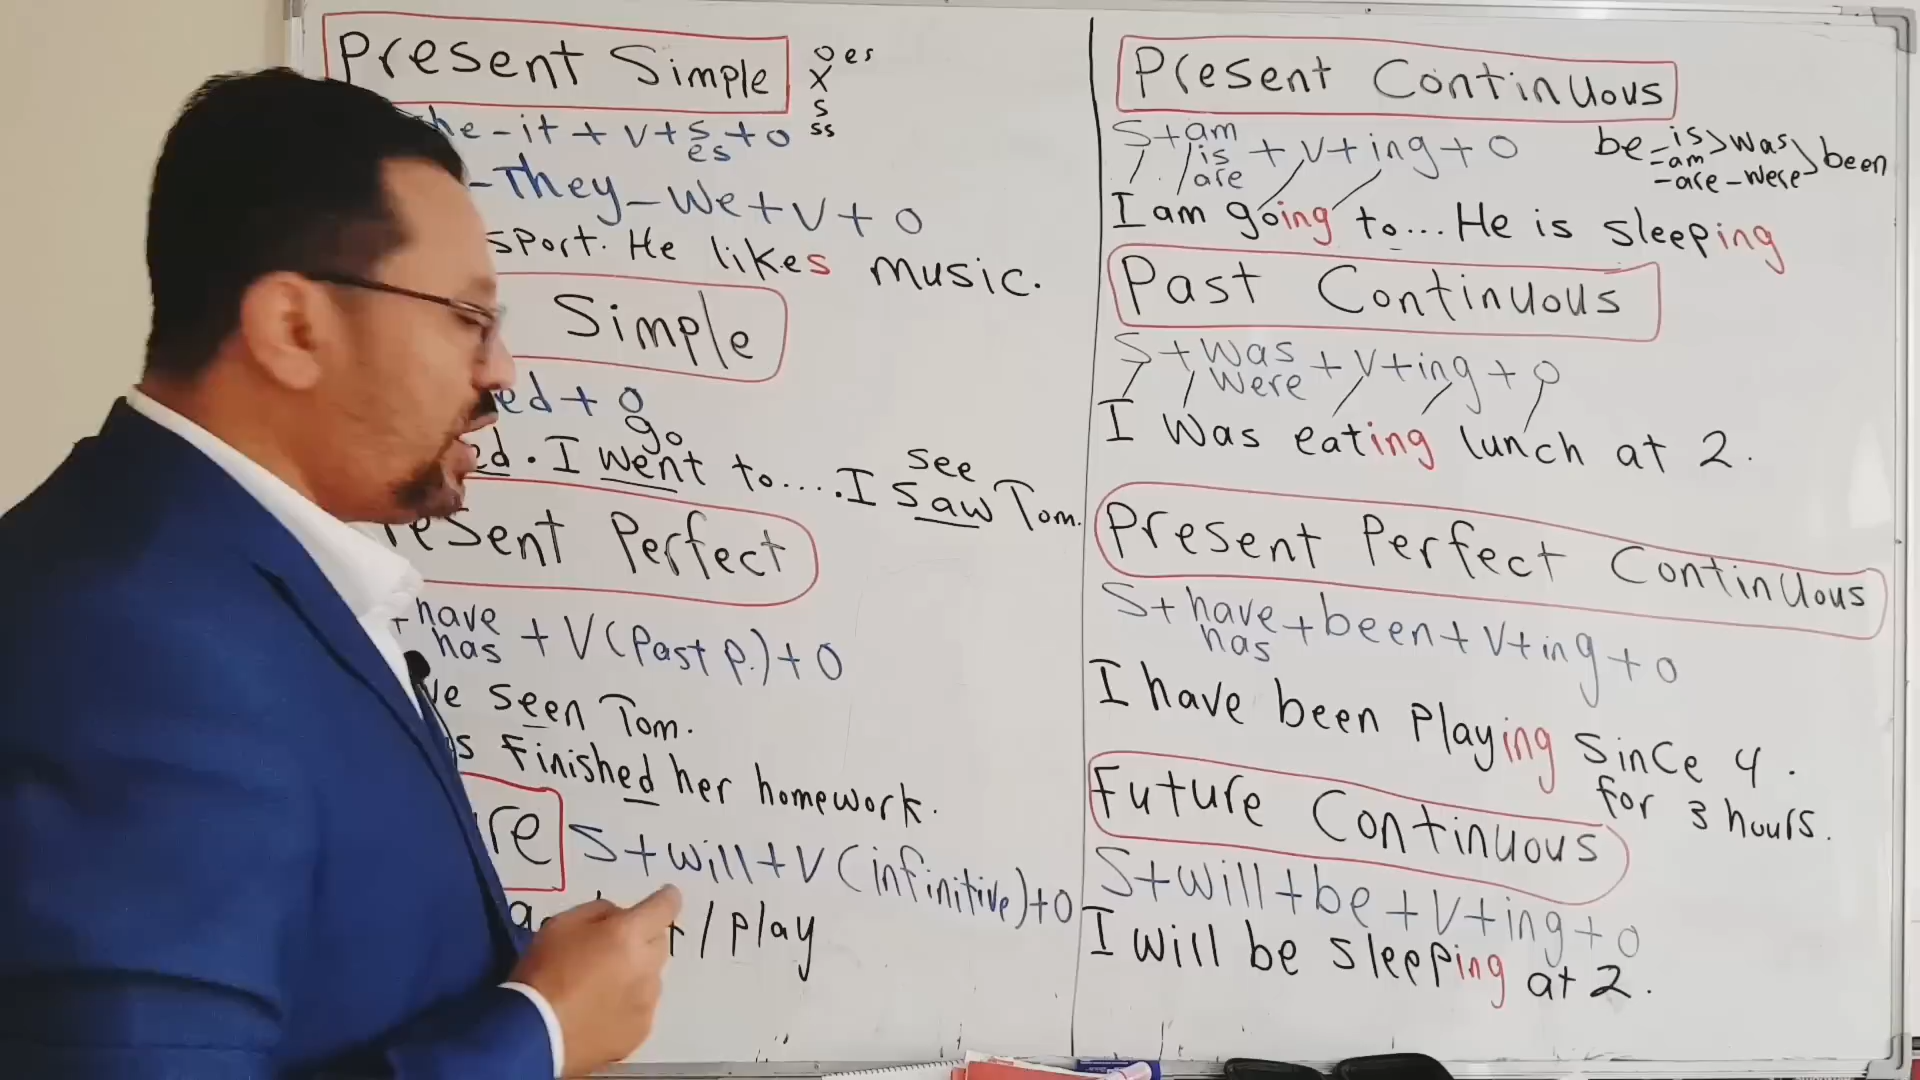 Present Simple
o es
x
s
ss
he-it + V+s+o
es
-They-We+V+O
sport. He likes music.
Simple
ed + O
go
ed. I went to.... I saw Tom.
see
resent Perfect
+ have + V (Past P.) + O
has
ve seen Tom.
s finished her homework.
re
S+will+V (infinitive)+O
/ Play
Present Continuous
S+am + V+ing+O
is
are
be -is > was > been
-am
-are - were
I am going to... He is sleeping
Past Continuous
S+was + V+ing+O
were
I was eating lunch at 2.
Present Perfect Continuous
S+have+been+V+ing+O
has
I have been Playing since 4.
for 3 hours.
Future Continuous
S+will+be+V+ing+O
I will be sleeping at 2.